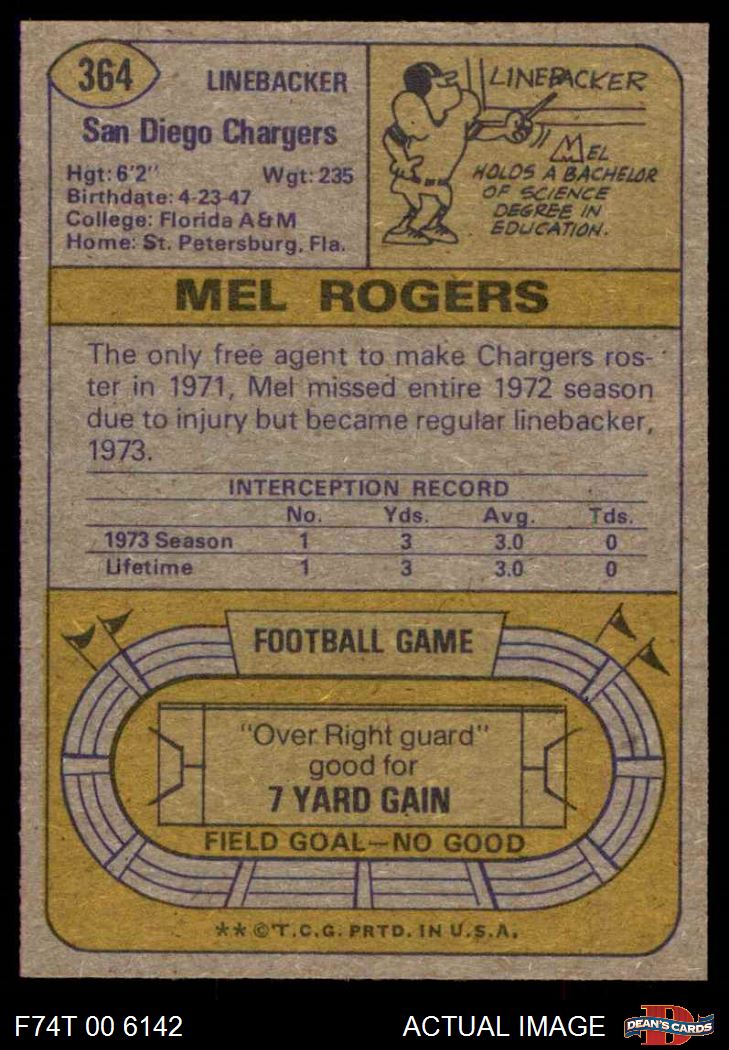 364
LINEBACKER
San Diego Chargers
Hgt: 6'2" Wgt: 235
Birthdate: 4-23-47
College: Florida A&M
Home: St. Petersburg, Fla.
LINEBACKER
MEL
HOLDS A BACHELOR
OF SCIENCE
DEGREE IN
EDUCATION.
MEL ROGERS
The only free agent to make Chargers ros-
ter in 1971, Mel missed entire 1972 season
due to injury but became regular linebacker,
1973.
INTERCEPTION RECORD
No. Yds. Avg. Tds.
1973 Season 1 3 3.0 0
Lifetime 1 3 3.0 0
FOOTBALL GAME
"Over Right guard"
good for
7 YARD GAIN
FIELD GOAL—NO GOOD
** © T.C.G. PRTD. IN U.S.A.
F74T 00 6142 ACTUAL IMAGE
D
DEAN'S CARDS